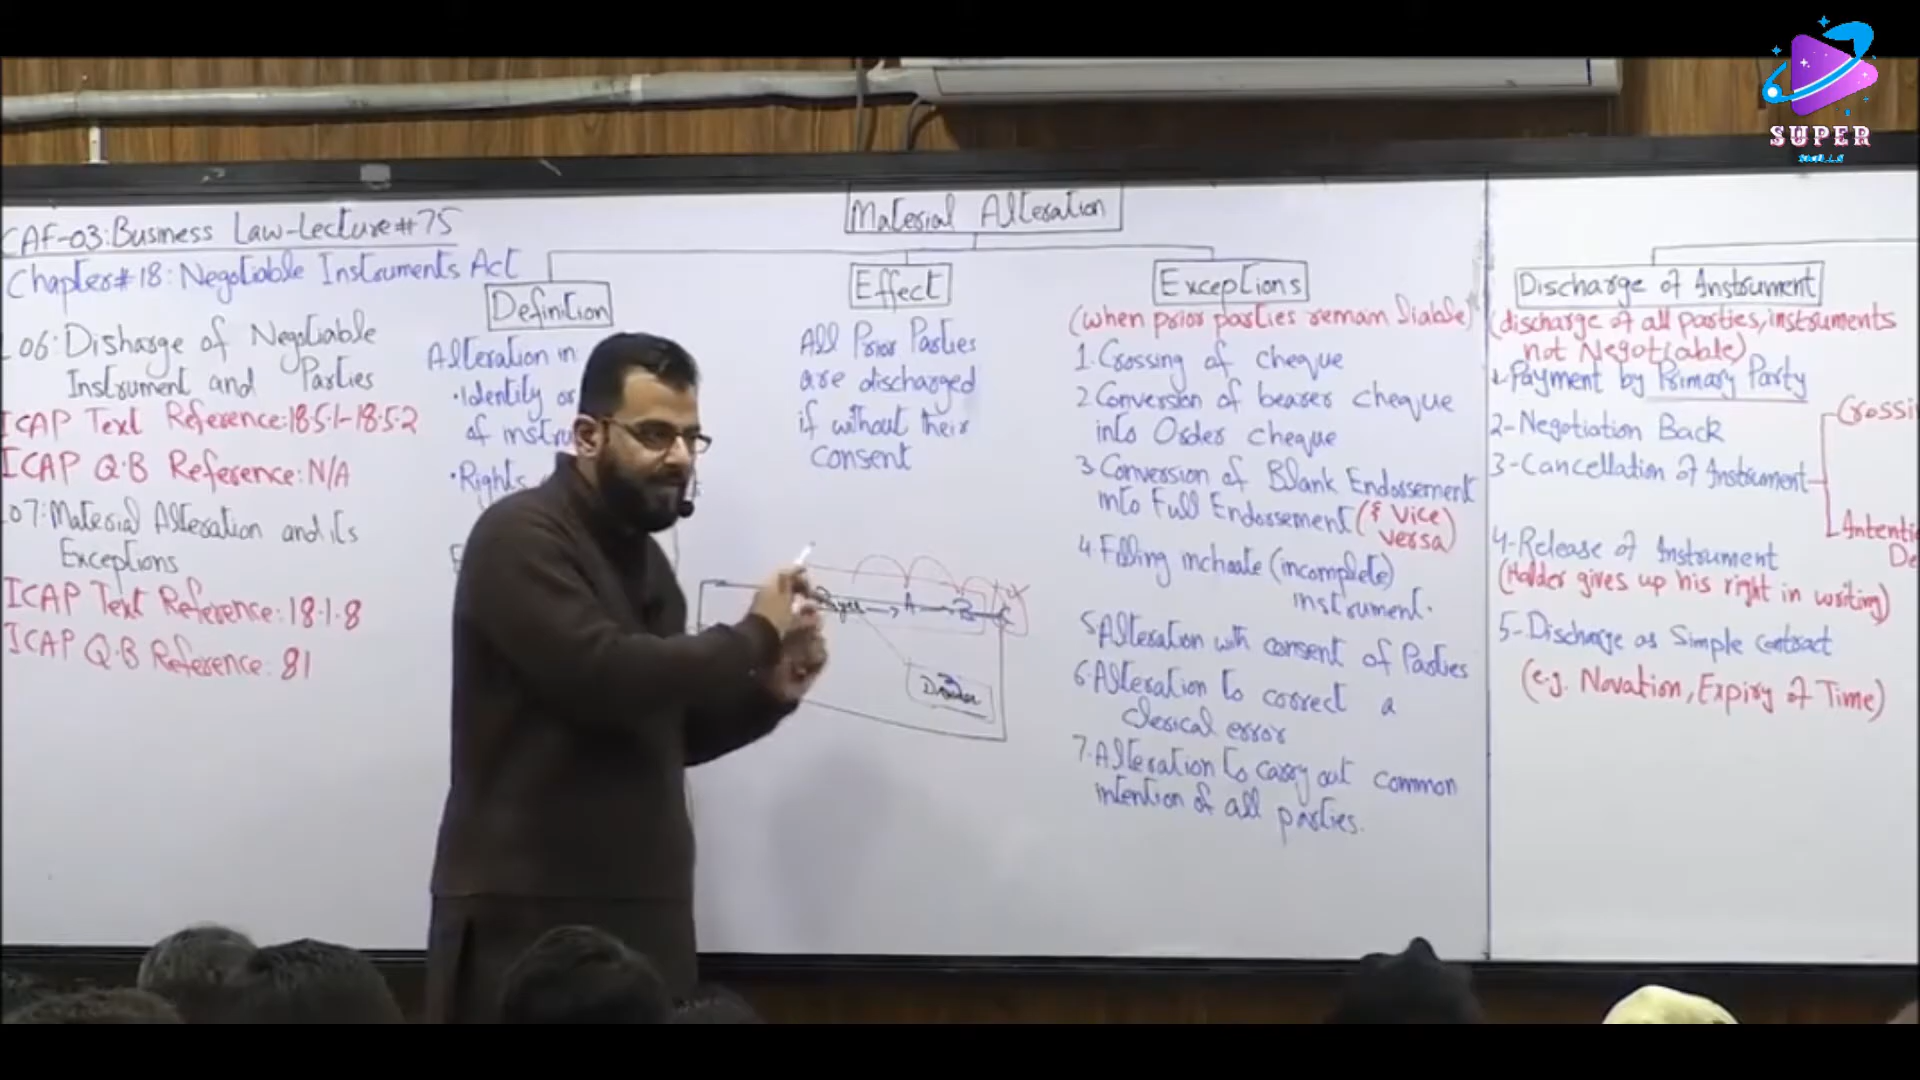 SUPER
CAF-03:Business Law-Lecture#75
Chapter#18:Negotiable Instruments Act
06:Disharge of Negotiable
Instrument and Parties
ICAP Text Reference:18.5.1-18.5.2
ICAP Q.B Reference:N/A
07:Material Alteration and its
Exceptions
ICAP Text Reference:18.1.8
ICAP Q.B Reference: 81
Material Alteration
Definition
Alteration in
•Identity or
of instru
•Rights
Effect
All Prior Parties
are discharged
if without their
consent
Payee → A → B → C
Drawer
Exceptions
(when prior parties remain liable)
1.Crossing of cheque
2 Conversion of bearer cheque
into Order cheque
3 Conversion of Blank Endorsement
into Full Endorsement (& Vice
versa)
4.Filling inchoate (incomplete)
instrument.
5 Alteration with consent of Parties
6.Alteration to correct a
clerical error
7.Alteration to carry out common
intention of all parties.
Discharge of Instrument
(discharge of all parties, instruments
not Negotiable)
1-Payment by Primary Party
2-Negotiation Back
3-Cancellation of Instrument
Crossi
Intenti
De
4-Release of Instrument
(Holder gives up his right in writing)
5-Discharge as Simple contract
(e.g. Novation, Expiry of Time)